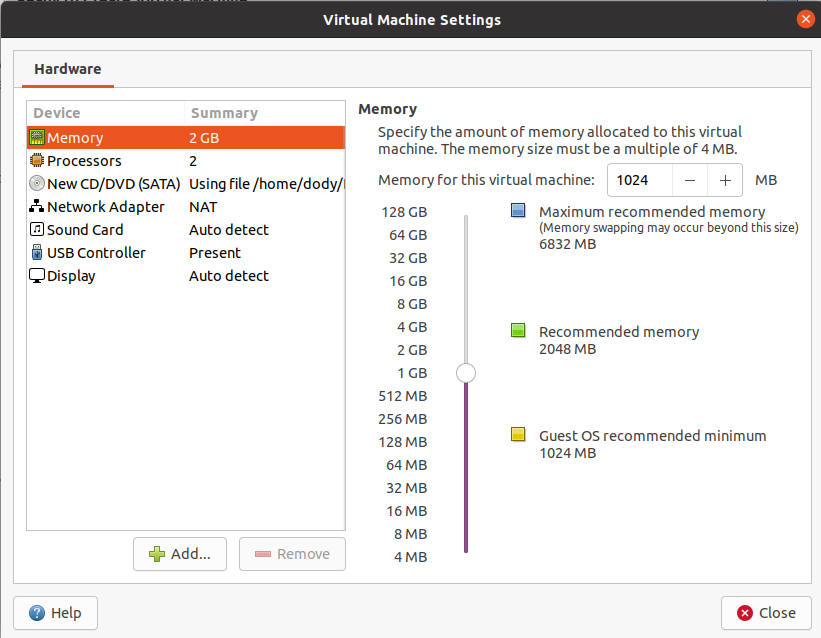 Virtual Machine Settings
Hardware
Device Summary
Memory 2 GB
Processors 2
New CD/DVD (SATA) Using file /home/dody/
Network Adapter NAT
Sound Card Auto detect
USB Controller Present
Display Auto detect
Add...
Remove
Memory
Specify the amount of memory allocated to this virtual
machine. The memory size must be a multiple of 4 MB.
Memory for this virtual machine: 1024 − + MB
128 GB
64 GB
32 GB
16 GB
8 GB
4 GB
2 GB
1 GB
512 MB
256 MB
128 MB
64 MB
32 MB
16 MB
8 MB
4 MB
Maximum recommended memory
(Memory swapping may occur beyond this size)
6832 MB
Recommended memory
2048 MB
Guest OS recommended minimum
1024 MB
Help
Close